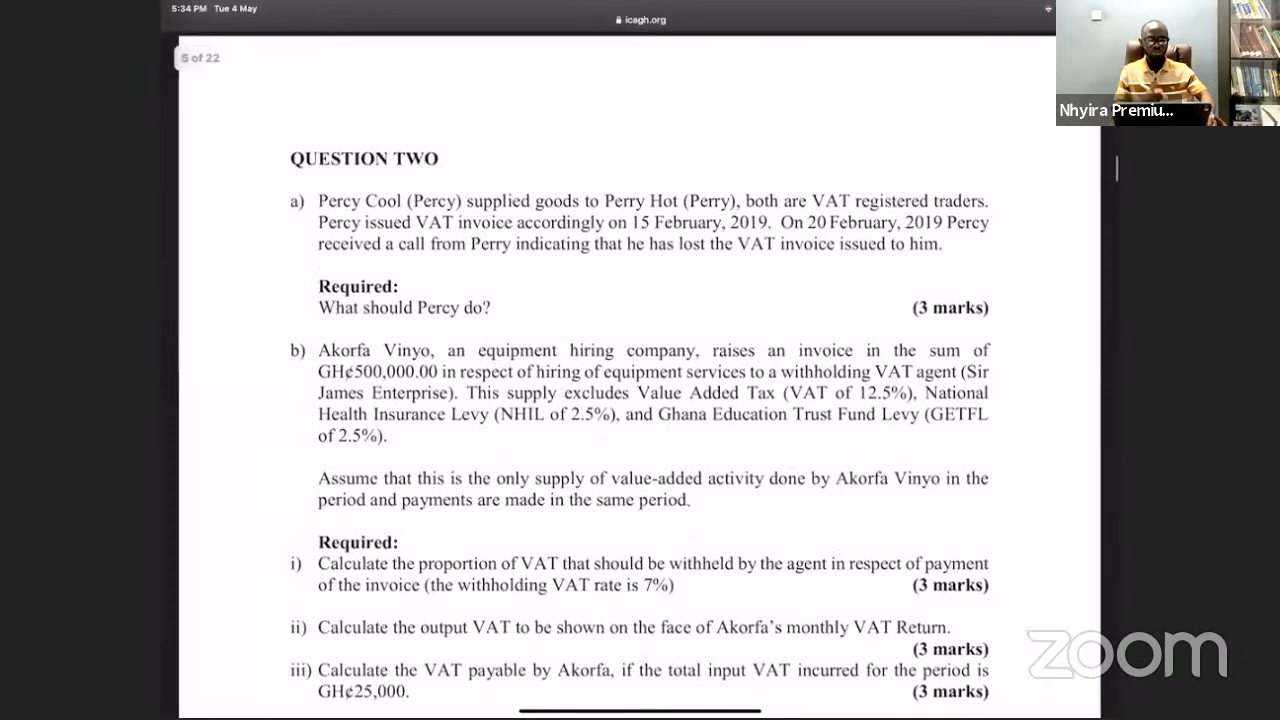 5:34 PM Tue 4 May
icagh.org
5 of 22
Nhyira Premiu...
QUESTION TWO
a) Percy Cool (Percy) supplied goods to Perry Hot (Perry), both are VAT registered traders.
Percy issued VAT invoice accordingly on 15 February, 2019. On 20 February, 2019 Percy
received a call from Perry indicating that he has lost the VAT invoice issued to him.
Required:
What should Percy do? (3 marks)
b) Akorfa Vinyo, an equipment hiring company, raises an invoice in the sum of
GH¢500,000.00 in respect of hiring of equipment services to a withholding VAT agent (Sir
James Enterprise). This supply excludes Value Added Tax (VAT of 12.5%), National
Health Insurance Levy (NHIL of 2.5%), and Ghana Education Trust Fund Levy (GETFL
of 2.5%).
Assume that this is the only supply of value-added activity done by Akorfa Vinyo in the
period and payments are made in the same period.
Required:
i) Calculate the proportion of VAT that should be withheld by the agent in respect of payment
of the invoice (the withholding VAT rate is 7%) (3 marks)
ii) Calculate the output VAT to be shown on the face of Akorfa's monthly VAT Return.
(3 marks)
iii) Calculate the VAT payable by Akorfa, if the total input VAT incurred for the period is
GH¢25,000. (3 marks)
zoom